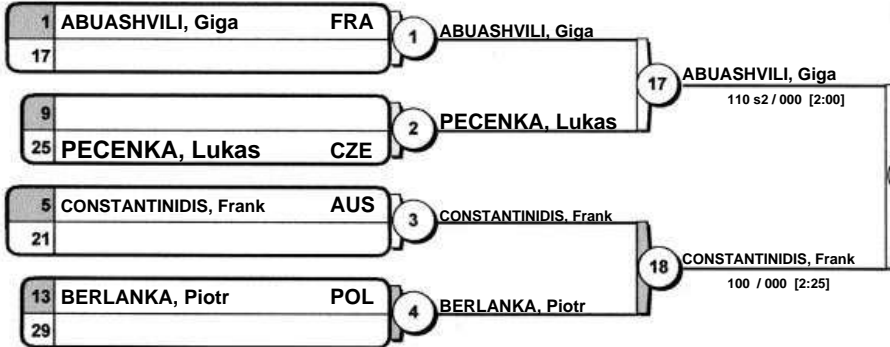 1 ABUASHVILI, Giga FRA
17
1
ABUASHVILI, Giga
9
25 PECENKA, Lukas CZE
2
PECENKA, Lukas
17
ABUASHVILI, Giga
110 s2 / 000 [2:00]
5 CONSTANTINIDIS, Frank AUS
21
3
CONSTANTINIDIS, Frank
13 BERLANKA, Piotr POL
29
4
BERLANKA, Piotr
18
CONSTANTINIDIS, Frank
100 / 000 [2:25]